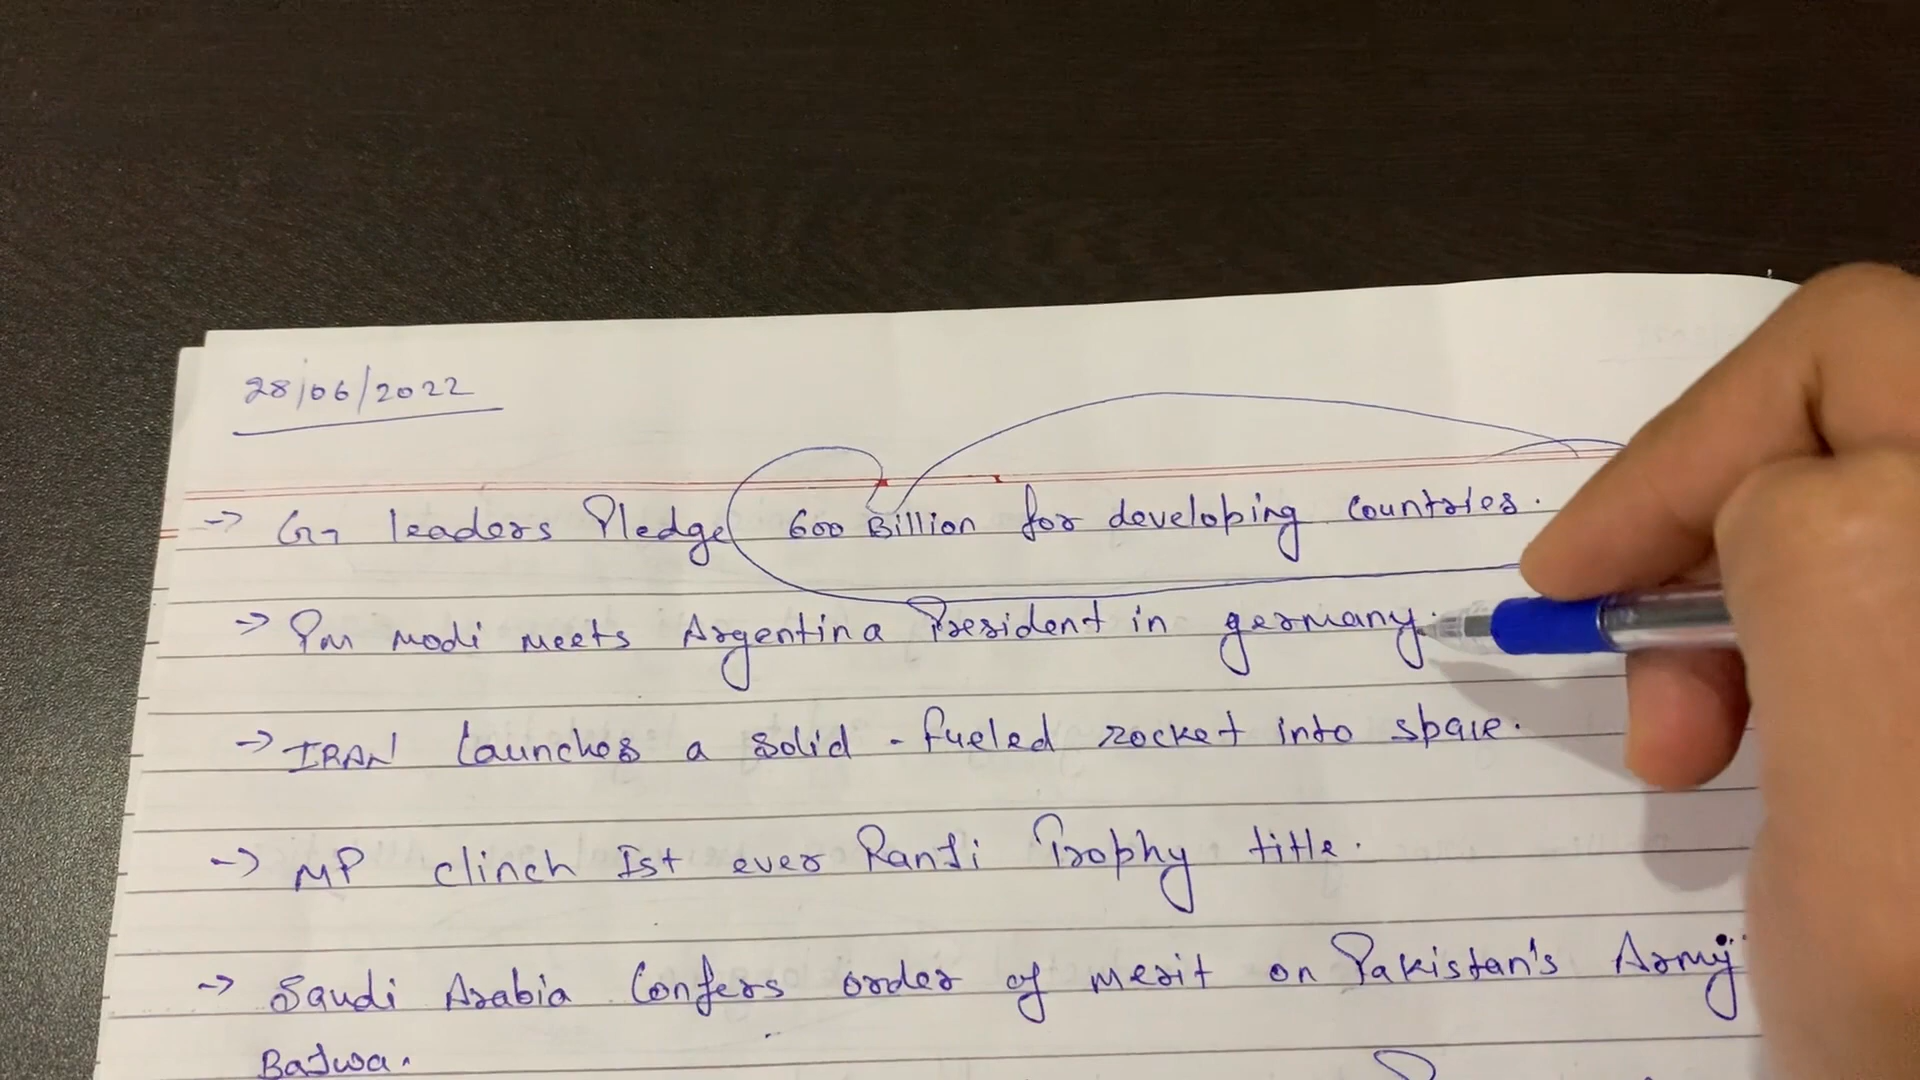 28/06/2022
-> G7 leaders Pledge 600 Billion for developing Countries.
-> Pm modi meets Argentina President in germany.
-> IRAN launches a solid - fueled rocket into space.
-> MP clinch Ist ever Ranji Trophy title.
-> Saudi Arabia Confers order of merit on Pakistan's Army
Bajwa.